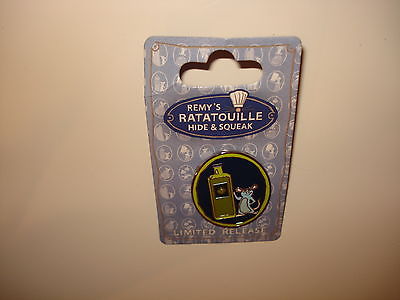 REMY'S
RATATOUILLE
HIDE & SQUEAK
LIMITED RELEASE